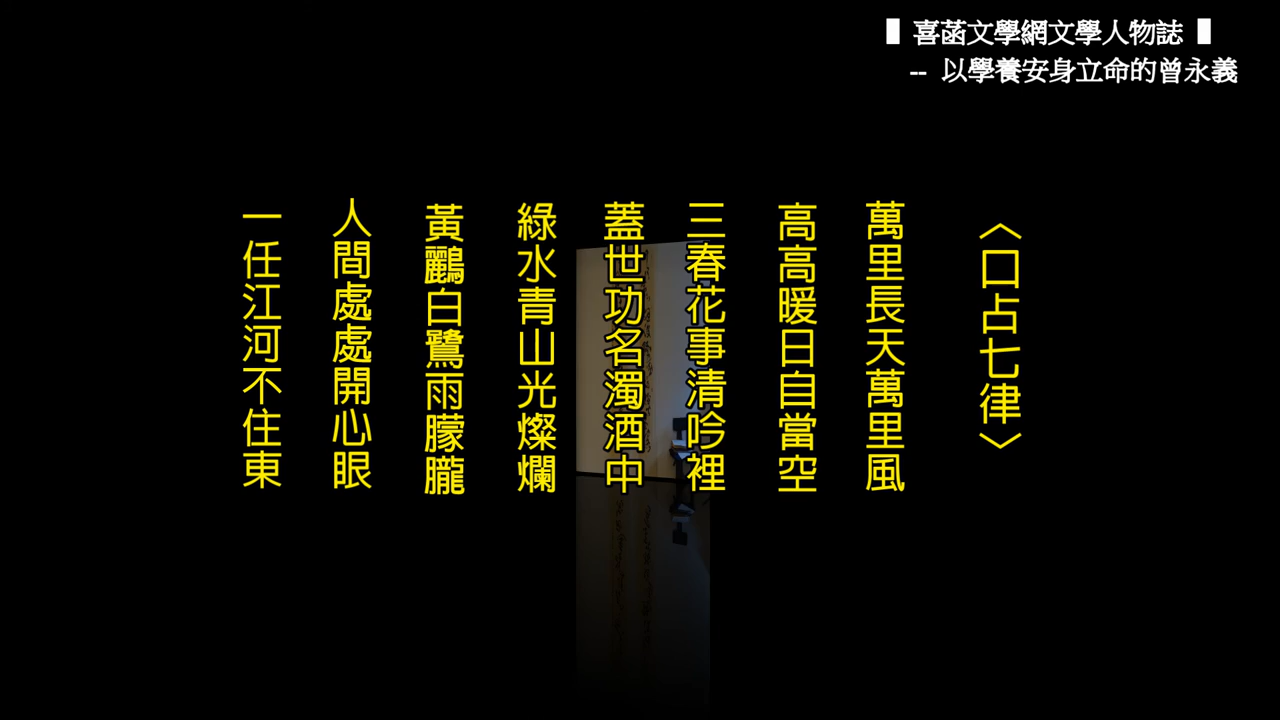 ▋喜菡文學網文學人物誌▋
-- 以學養安身立命的曾永義
〈口占七律〉
萬里長天萬里風
高高暖日自當空
三春花事清吟裡
蓋世功名濁酒中
綠水青山光燦爛
黃鸝白鷺雨朦朧
人間處處開心眼
一任江河不住東